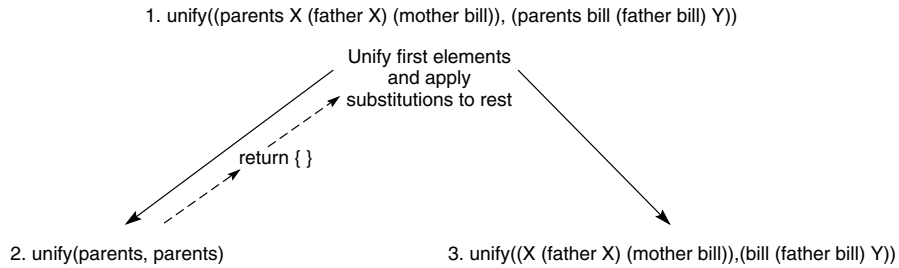 1. unify((parents X (father X) (mother bill)), (parents bill (father bill) Y))
Unify first elements
and apply
substitutions to rest
return { }
2. unify(parents, parents)
3. unify((X (father X) (mother bill)),(bill (father bill) Y))